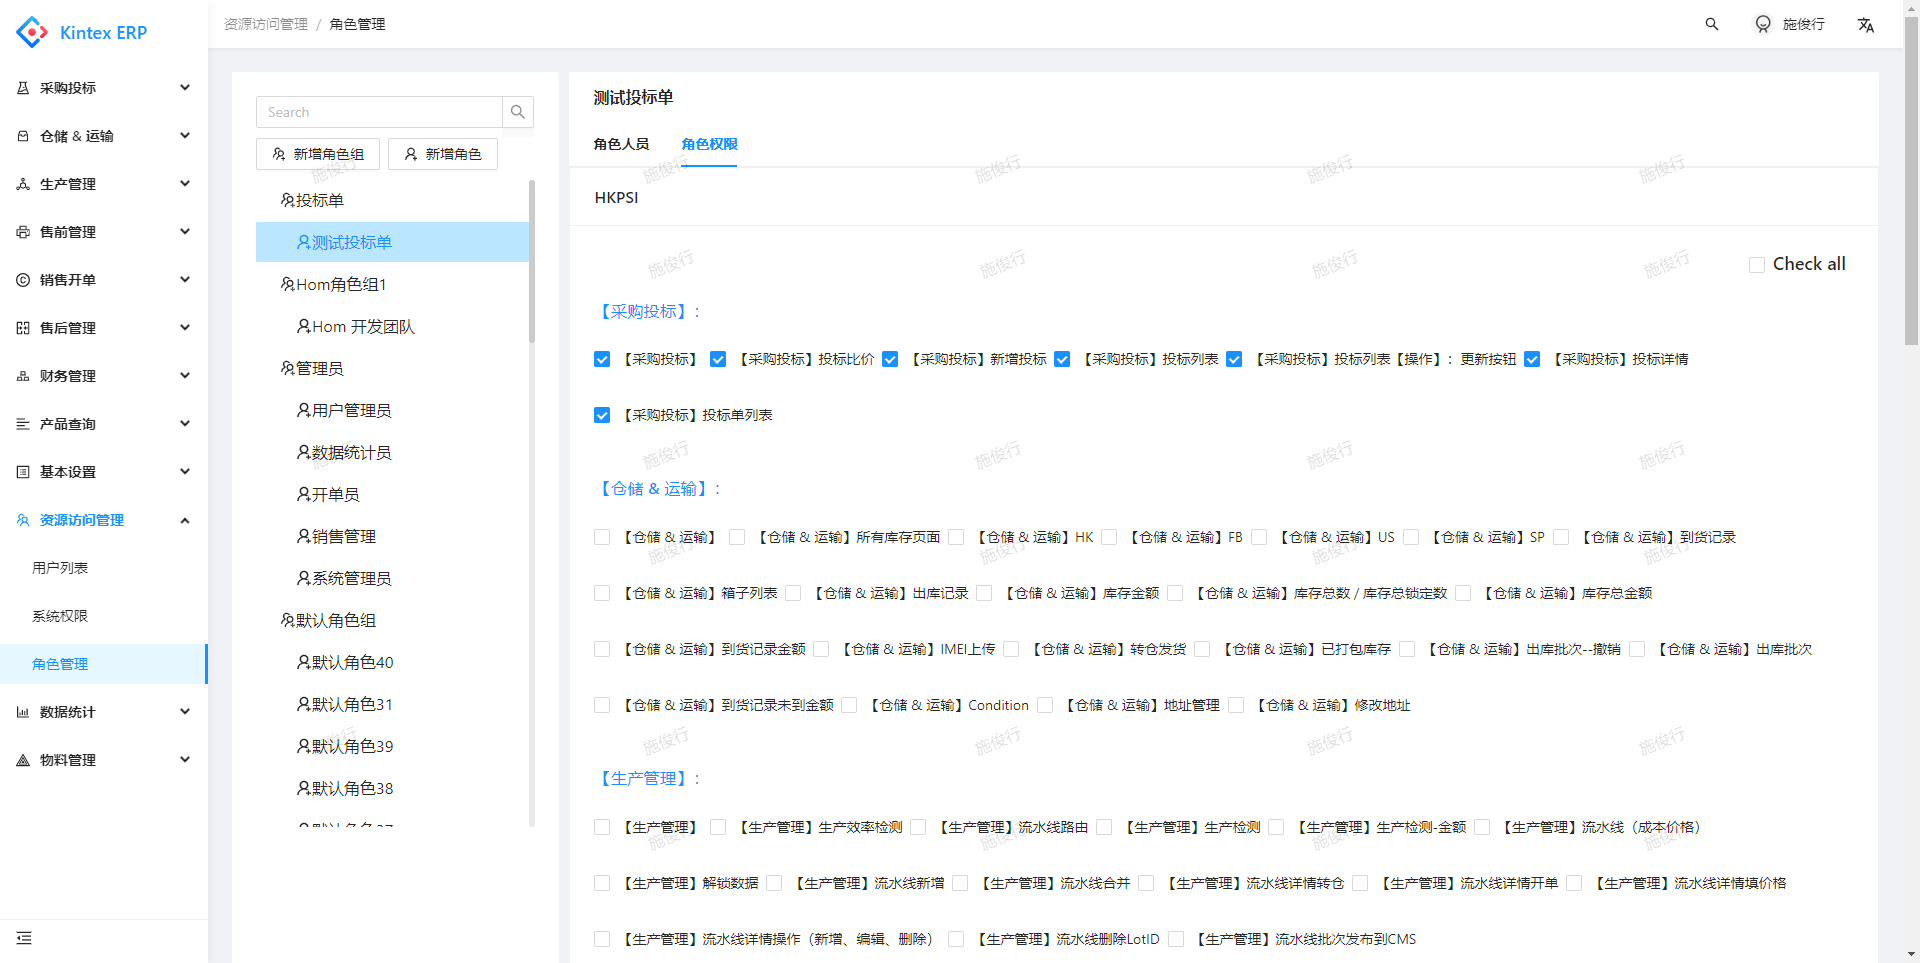 Kintex ERP
资源访问管理 / 角色管理
施俊行
采购投标
仓储 & 运输
生产管理
售前管理
销售开单
售后管理
财务管理
产品查询
基本设置
资源访问管理
用户列表
系统权限
角色管理
数据统计
物料管理
Search
新增角色组 新增角色
投标单
测试投标单
Hom角色组1
Hom 开发团队
管理员
用户管理员
数据统计员
开单员
销售管理
系统管理员
默认角色组
默认角色40
默认角色31
默认角色39
默认角色38
测试投标单
角色人员 角色权限
HKPSI
Check all
【采购投标】：
【采购投标】 【采购投标】投标比价 【采购投标】新增投标 【采购投标】投标列表 【采购投标】投标列表【操作】：更新按钮 【采购投标】投标详情
【采购投标】投标单列表
【仓储 & 运输】：
【仓储 & 运输】 【仓储 & 运输】所有库存页面 【仓储 & 运输】HK 【仓储 & 运输】FB 【仓储 & 运输】US 【仓储 & 运输】SP 【仓储 & 运输】到货记录
【仓储 & 运输】箱子列表 【仓储 & 运输】出库记录 【仓储 & 运输】库存金额 【仓储 & 运输】库存总数 / 库存总锁定数 【仓储 & 运输】库存总金额
【仓储 & 运输】到货记录金额 【仓储 & 运输】IMEI上传 【仓储 & 运输】转仓发货 【仓储 & 运输】已打包库存 【仓储 & 运输】出库批次--撤销 【仓储 & 运输】出库批次
【仓储 & 运输】到货记录未到金额 【仓储 & 运输】Condition 【仓储 & 运输】地址管理 【仓储 & 运输】修改地址
【生产管理】：
【生产管理】 【生产管理】生产效率检测 【生产管理】流水线路由 【生产管理】生产检测 【生产管理】生产检测-金额 【生产管理】流水线（成本价格）
【生产管理】解锁数据 【生产管理】流水线新增 【生产管理】流水线合并 【生产管理】流水线详情转仓 【生产管理】流水线详情开单 【生产管理】流水线详情填价格
【生产管理】流水线详情操作（新增、编辑、删除） 【生产管理】流水线删除LotID 【生产管理】流水线批次发布到CMS